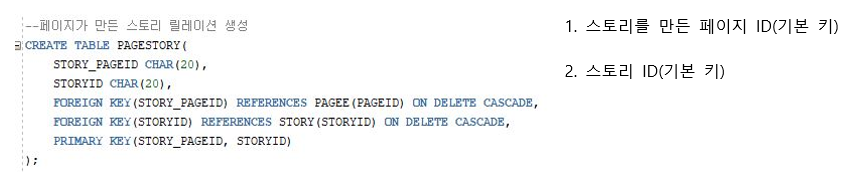 --페이지가 만든 스토리 릴레이션 생성
CREATE TABLE PAGESTORY(
STORY_PAGEID CHAR(20),
STORYID CHAR(20),
FOREIGN KEY(STORY_PAGEID) REFERENCES PAGEE(PAGEID) ON DELETE CASCADE,
FOREIGN KEY(STORYID) REFERENCES STORY(STORYID) ON DELETE CASCADE,
PRIMARY KEY(STORY_PAGEID, STORYID)
);
1. 스토리를 만든 페이지 ID(기본 키)
2. 스토리 ID(기본 키)